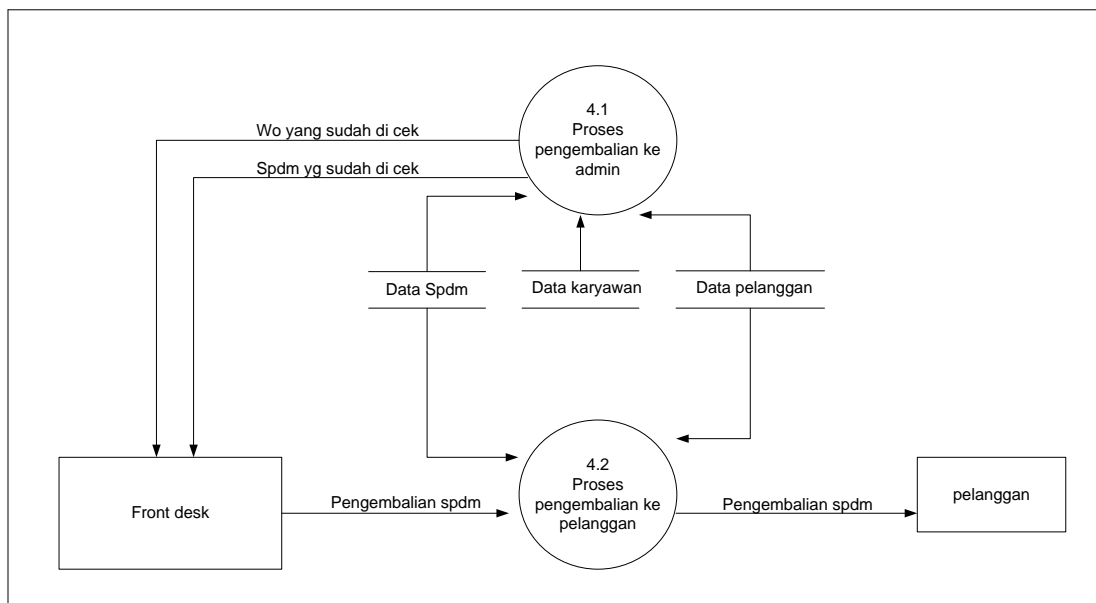 4.1
Proses
pengembalian ke
admin
Wo yang sudah di cek
Spdm yg sudah di cek
Data Spdm
Data karyawan
Data pelanggan
4.2
Proses
pengembalian ke
pelanggan
Front desk
Pengembalian spdm
Pengembalian spdm
pelanggan